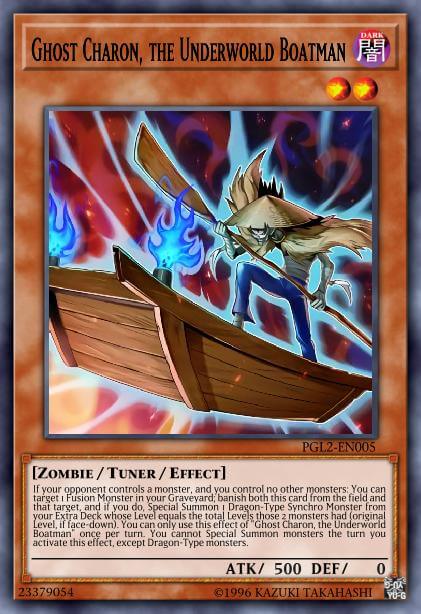 GHOST CHARON, THE UNDERWORLD BOATMAN
DARK
闇
PGL2-EN005
[ZOMBIE / TUNER / EFFECT]
If your opponent controls a monster, and you control no other monsters: You can
target 1 Fusion Monster in your Graveyard; banish both this card from the field and
that target, and if you do, Special Summon 1 Dragon-Type Synchro Monster from
your Extra Deck whose Level equals the total Levels those 2 monsters had (original
Level, if face-down). You can only use this effect of "Ghost Charon, the Underworld
Boatman" once per turn. You cannot Special Summon monsters the turn you
activate this effect, except Dragon-Type monsters.
ATK/ 500 DEF/ 0
23379054
©1996 KAZUKI TAKAHASHI